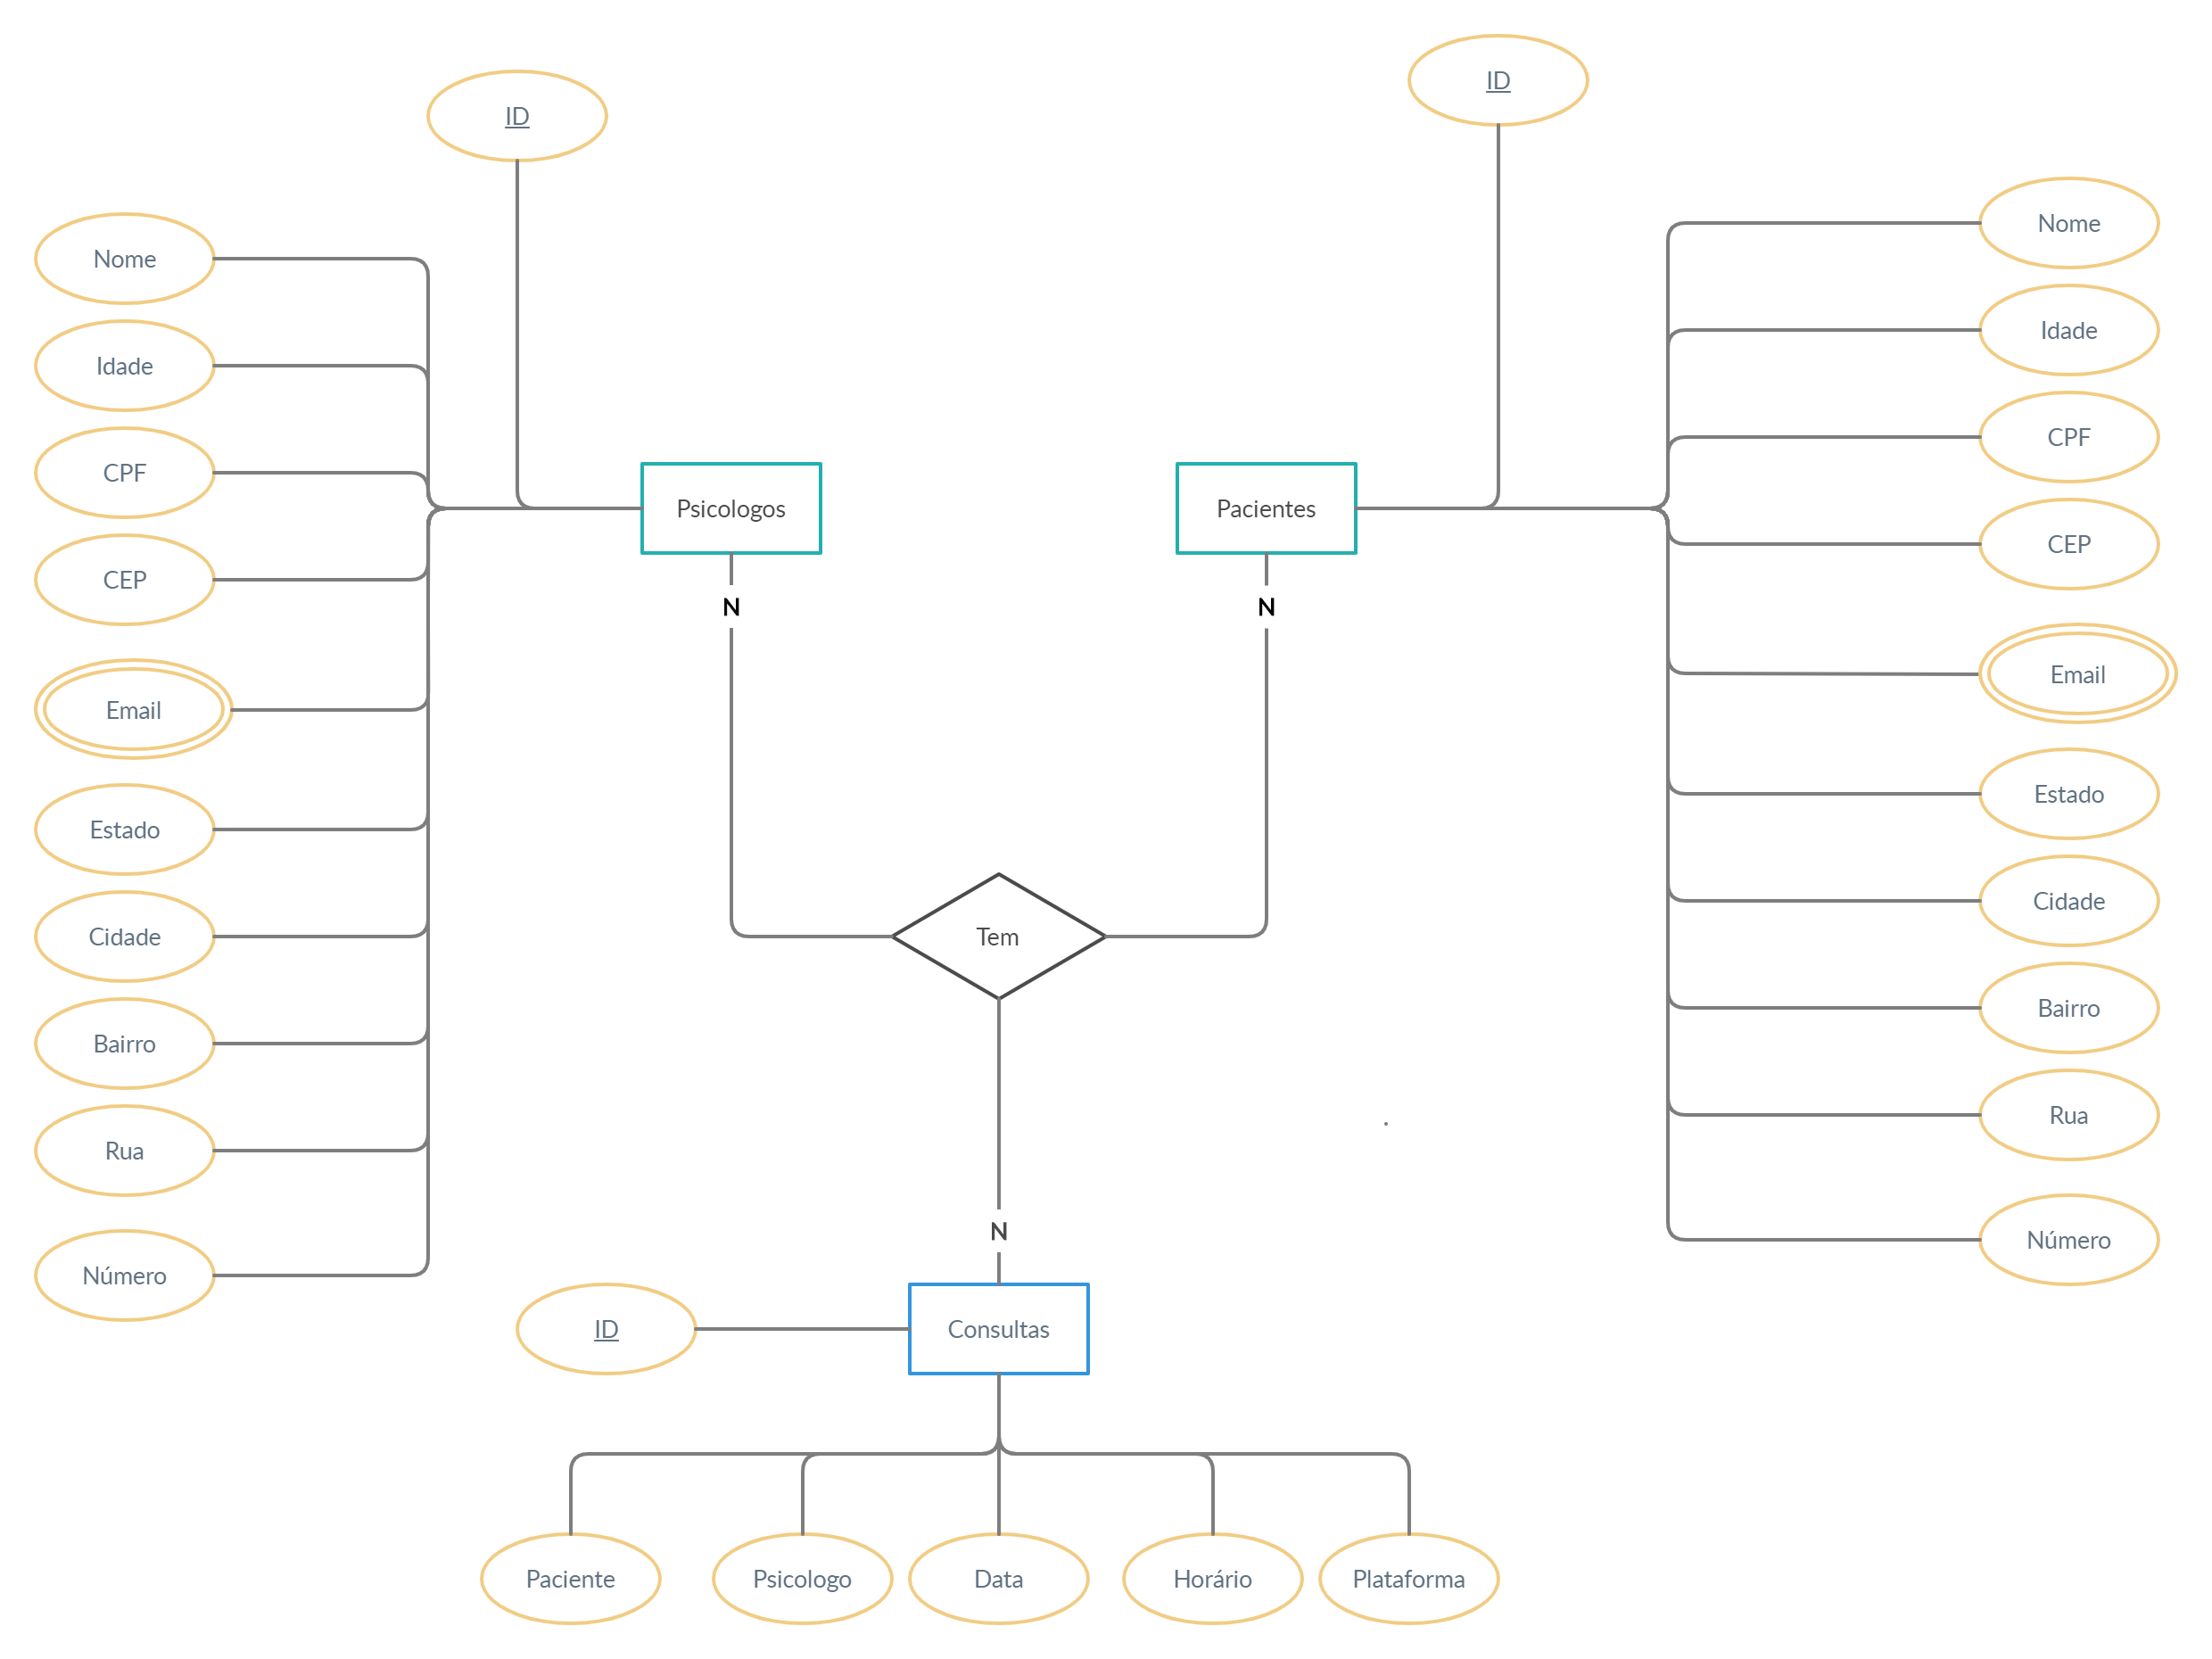 ID
ID
Nome
Idade
CPF
CEP
Email
Estado
Cidade
Bairro
Rua
Número
Psicologos
Pacientes
N
N
Tem
N
Nome
Idade
CPF
CEP
Email
Estado
Cidade
Bairro
Rua
Número
ID
Consultas
Paciente
Psicologo
Data
Horário
Plataforma